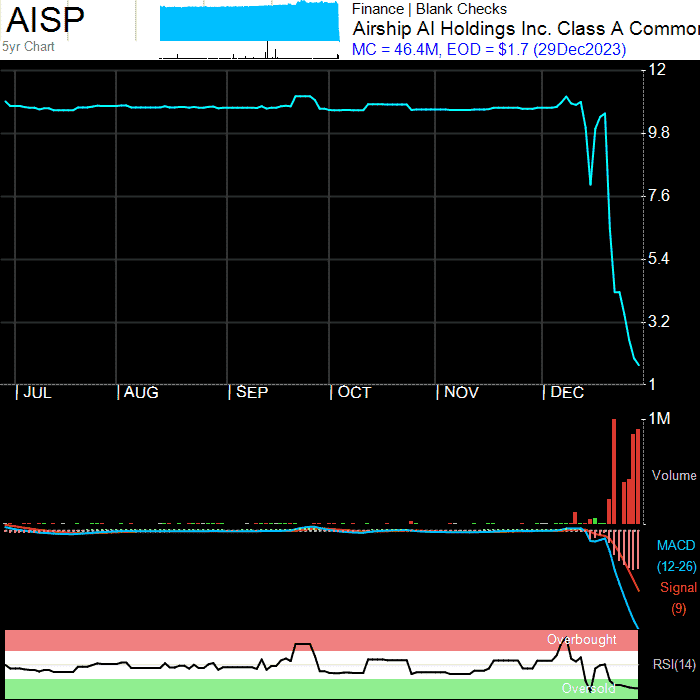 AISP
5yr Chart
Finance | Blank Checks
Airship AI Holdings Inc. Class A Common
MC = 46.4M, EOD = $1.7 (29Dec2023)
12
9.8
7.6
5.4
3.2
1
JUL AUG SEP OCT NOV DEC
1M
Volume
MACD
(12-26)
Signal
(9)
Overbought
RSI(14)
Oversold